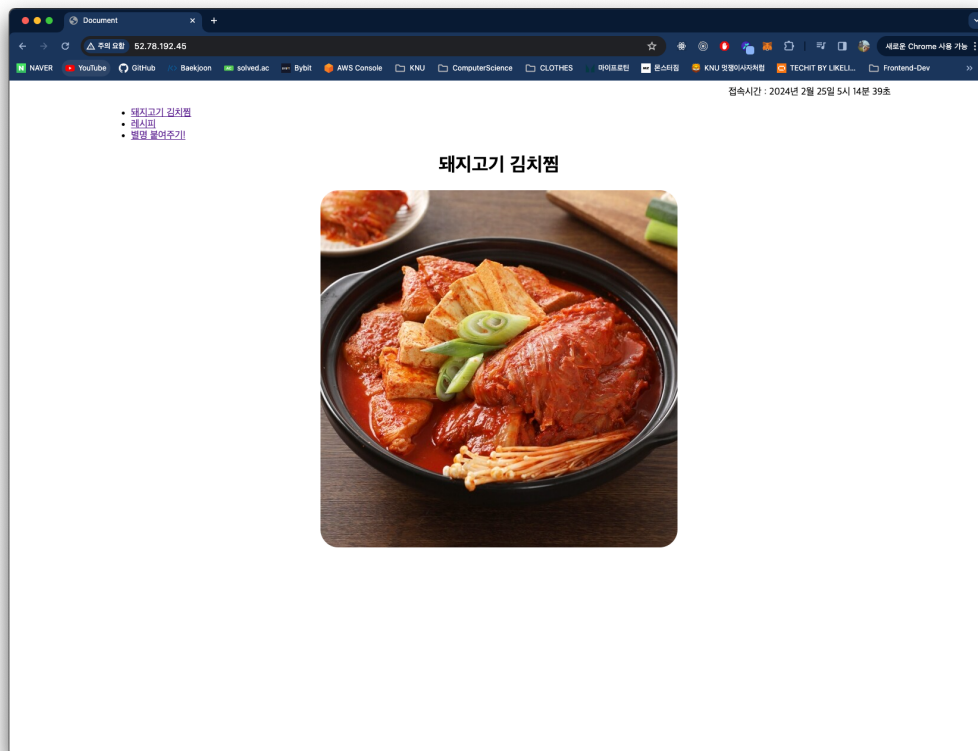 Document
주의 요함 52.78.192.45
새로운 Chrome 사용 가능
NAVER YouTube GitHub Baekjoon solved.ac Bybit AWS Console KNU ComputerScience CLOTHES 마이프로틴 몬스터짐 KNU 멋쟁이사자처럼 TECHIT BY LIKELI... Frontend-Dev
접속시간 : 2024년 2월 25일 5시 14분 39초
돼지고기 김치찜
레시피
별명 붙여주기!
돼지고기 김치찜